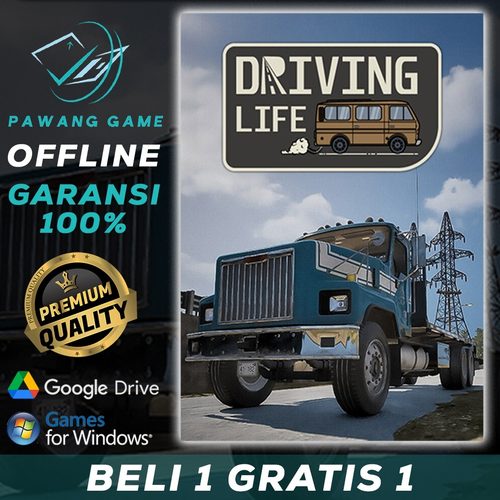 PAWANG GAME
OFFLINE
GARANSI
100%
PREMIUM
QUALITY
Google Drive
Games
for Windows®
DRIVING
LIFE
BELI 1 GRATIS 1